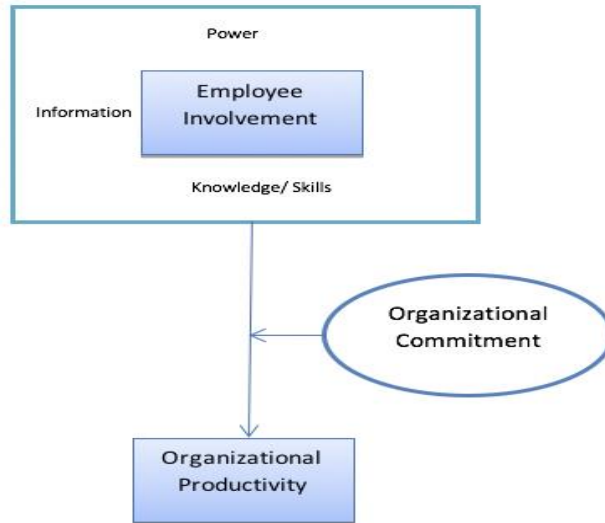 Power
Employee
Involvement
Information
Knowledge/ Skills
Organizational
Commitment
Organizational
Productivity